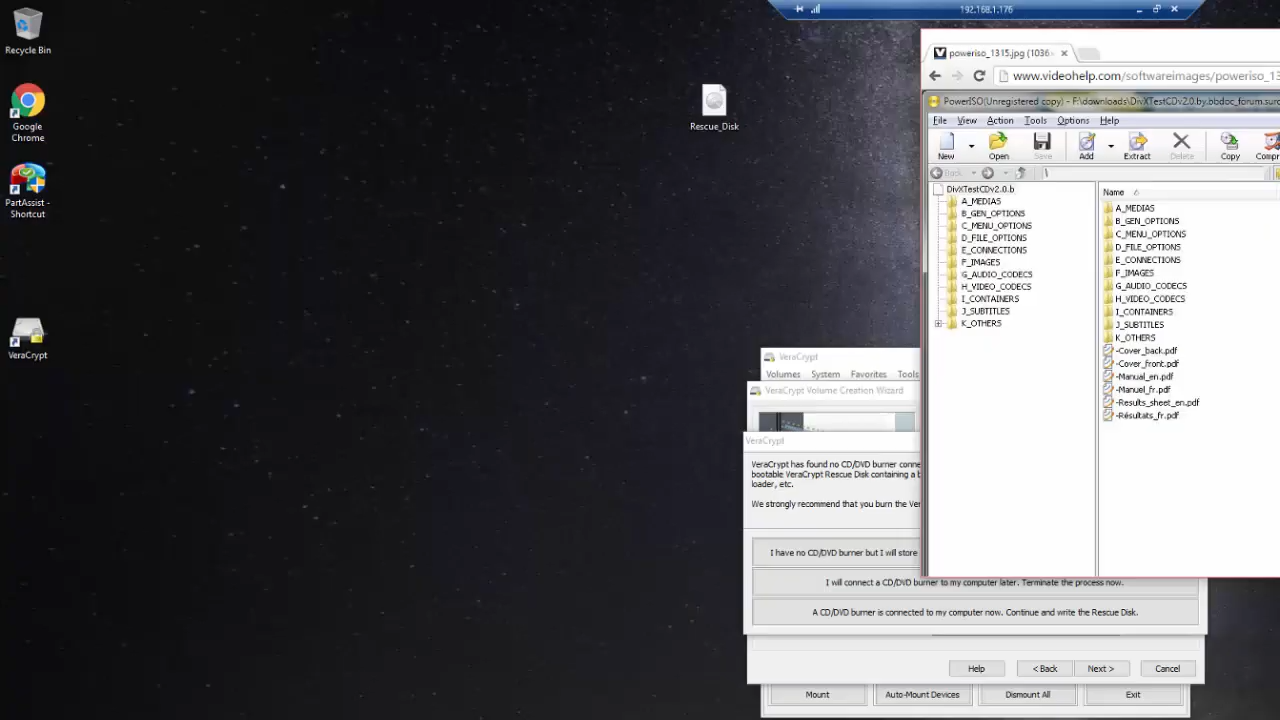 192.168.1.176
Recycle Bin
Google
Chrome
PartAssist -
Shortcut
VeraCrypt
Rescue_Disk
poweriso_1315.jpg (1036
www.videohelp.com/softwareimages/poweriso_13
PowerISO(Unregistered copy) - F:\downloads\DivXTestCDv2.0.by.bbdoc_forum.suro
File View Action Tools Options Help
New Open Save Add Extract Delete Copy Compr
Back \
DivXTestCDv2.0.b
A_MEDIAS
B_GEN_OPTIONS
C_MENU_OPTIONS
D_FILE_OPTIONS
E_CONNECTIONS
F_IMAGES
G_AUDIO_CODECS
H_VIDEO_CODECS
I_CONTAINERS
J_SUBTITLES
K_OTHERS
Name
A_MEDIAS
B_GEN_OPTIONS
C_MENU_OPTIONS
D_FILE_OPTIONS
E_CONNECTIONS
F_IMAGES
G_AUDIO_CODECS
H_VIDEO_CODECS
I_CONTAINERS
J_SUBTITLES
K_OTHERS
-Cover_back.pdf
-Cover_front.pdf
-Manual_en.pdf
-Manuel_fr.pdf
-Results_sheet_en.pdf
-Résultats_fr.pdf
VeraCrypt
Volumes System Favorites Tools
VeraCrypt Volume Creation Wizard
VeraCrypt
VeraCrypt has found no CD/DVD burner conne
bootable VeraCrypt Rescue Disk containing a b
loader, etc.
We strongly recommend that you burn the Ver
I have no CD/DVD burner but I will store
I will connect a CD/DVD burner to my computer later. Terminate the process now.
A CD/DVD burner is connected to my computer now. Continue and write the Rescue Disk.
Help < Back Next > Cancel
Mount Auto-Mount Devices Dismount All Exit